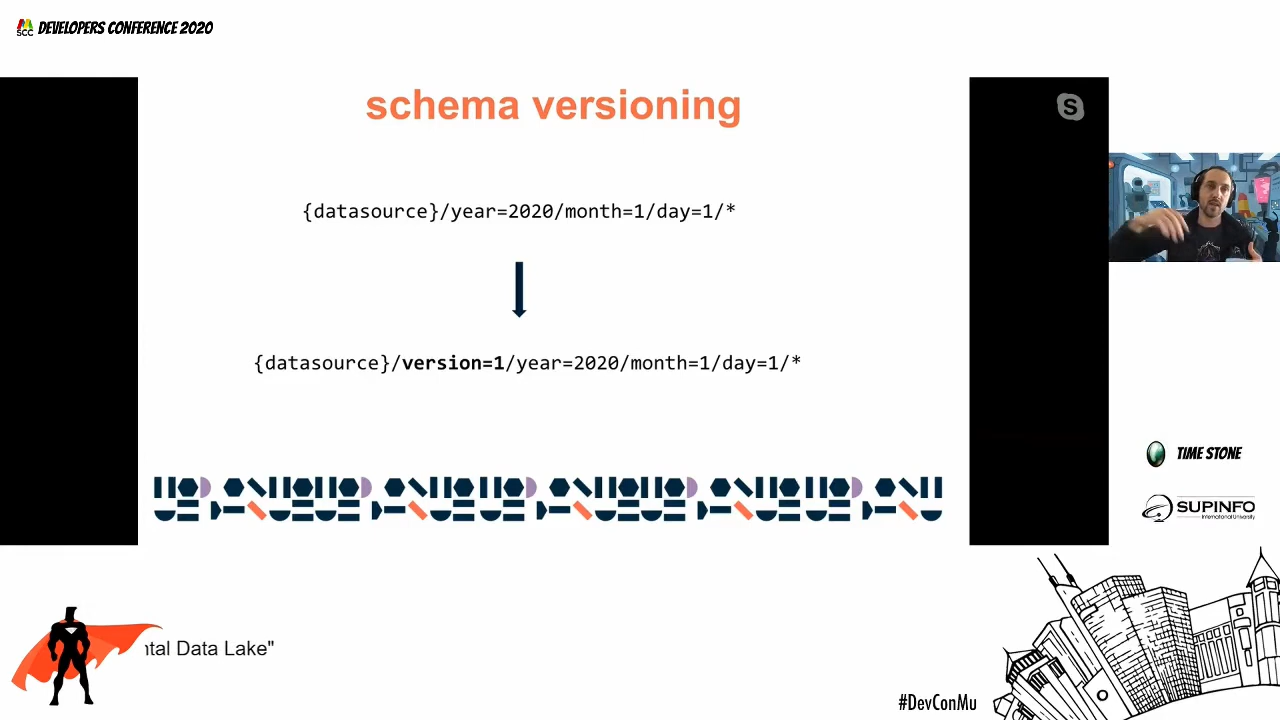 SCC DEVELOPERS CONFERENCE 2020
schema versioning
S
{datasource}/year=2020/month=1/day=1/*
{datasource}/version=1/year=2020/month=1/day=1/*
TIME STONE
SUPINFO
International University
ntal Data Lake"
#DevConMu